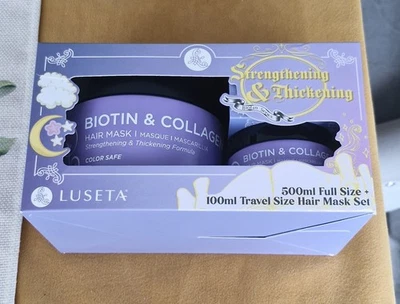 Strengthening
& Thickening
BIOTIN & COLLAGEN
HAIR MASK | MASQUE | MASCARILLA
Strengthening & Thickening Formula
COLOR SAFE
BIOTIN & COLLAG
LUSETA
500ml Full Size +
100ml Travel Size Hair Mask Set